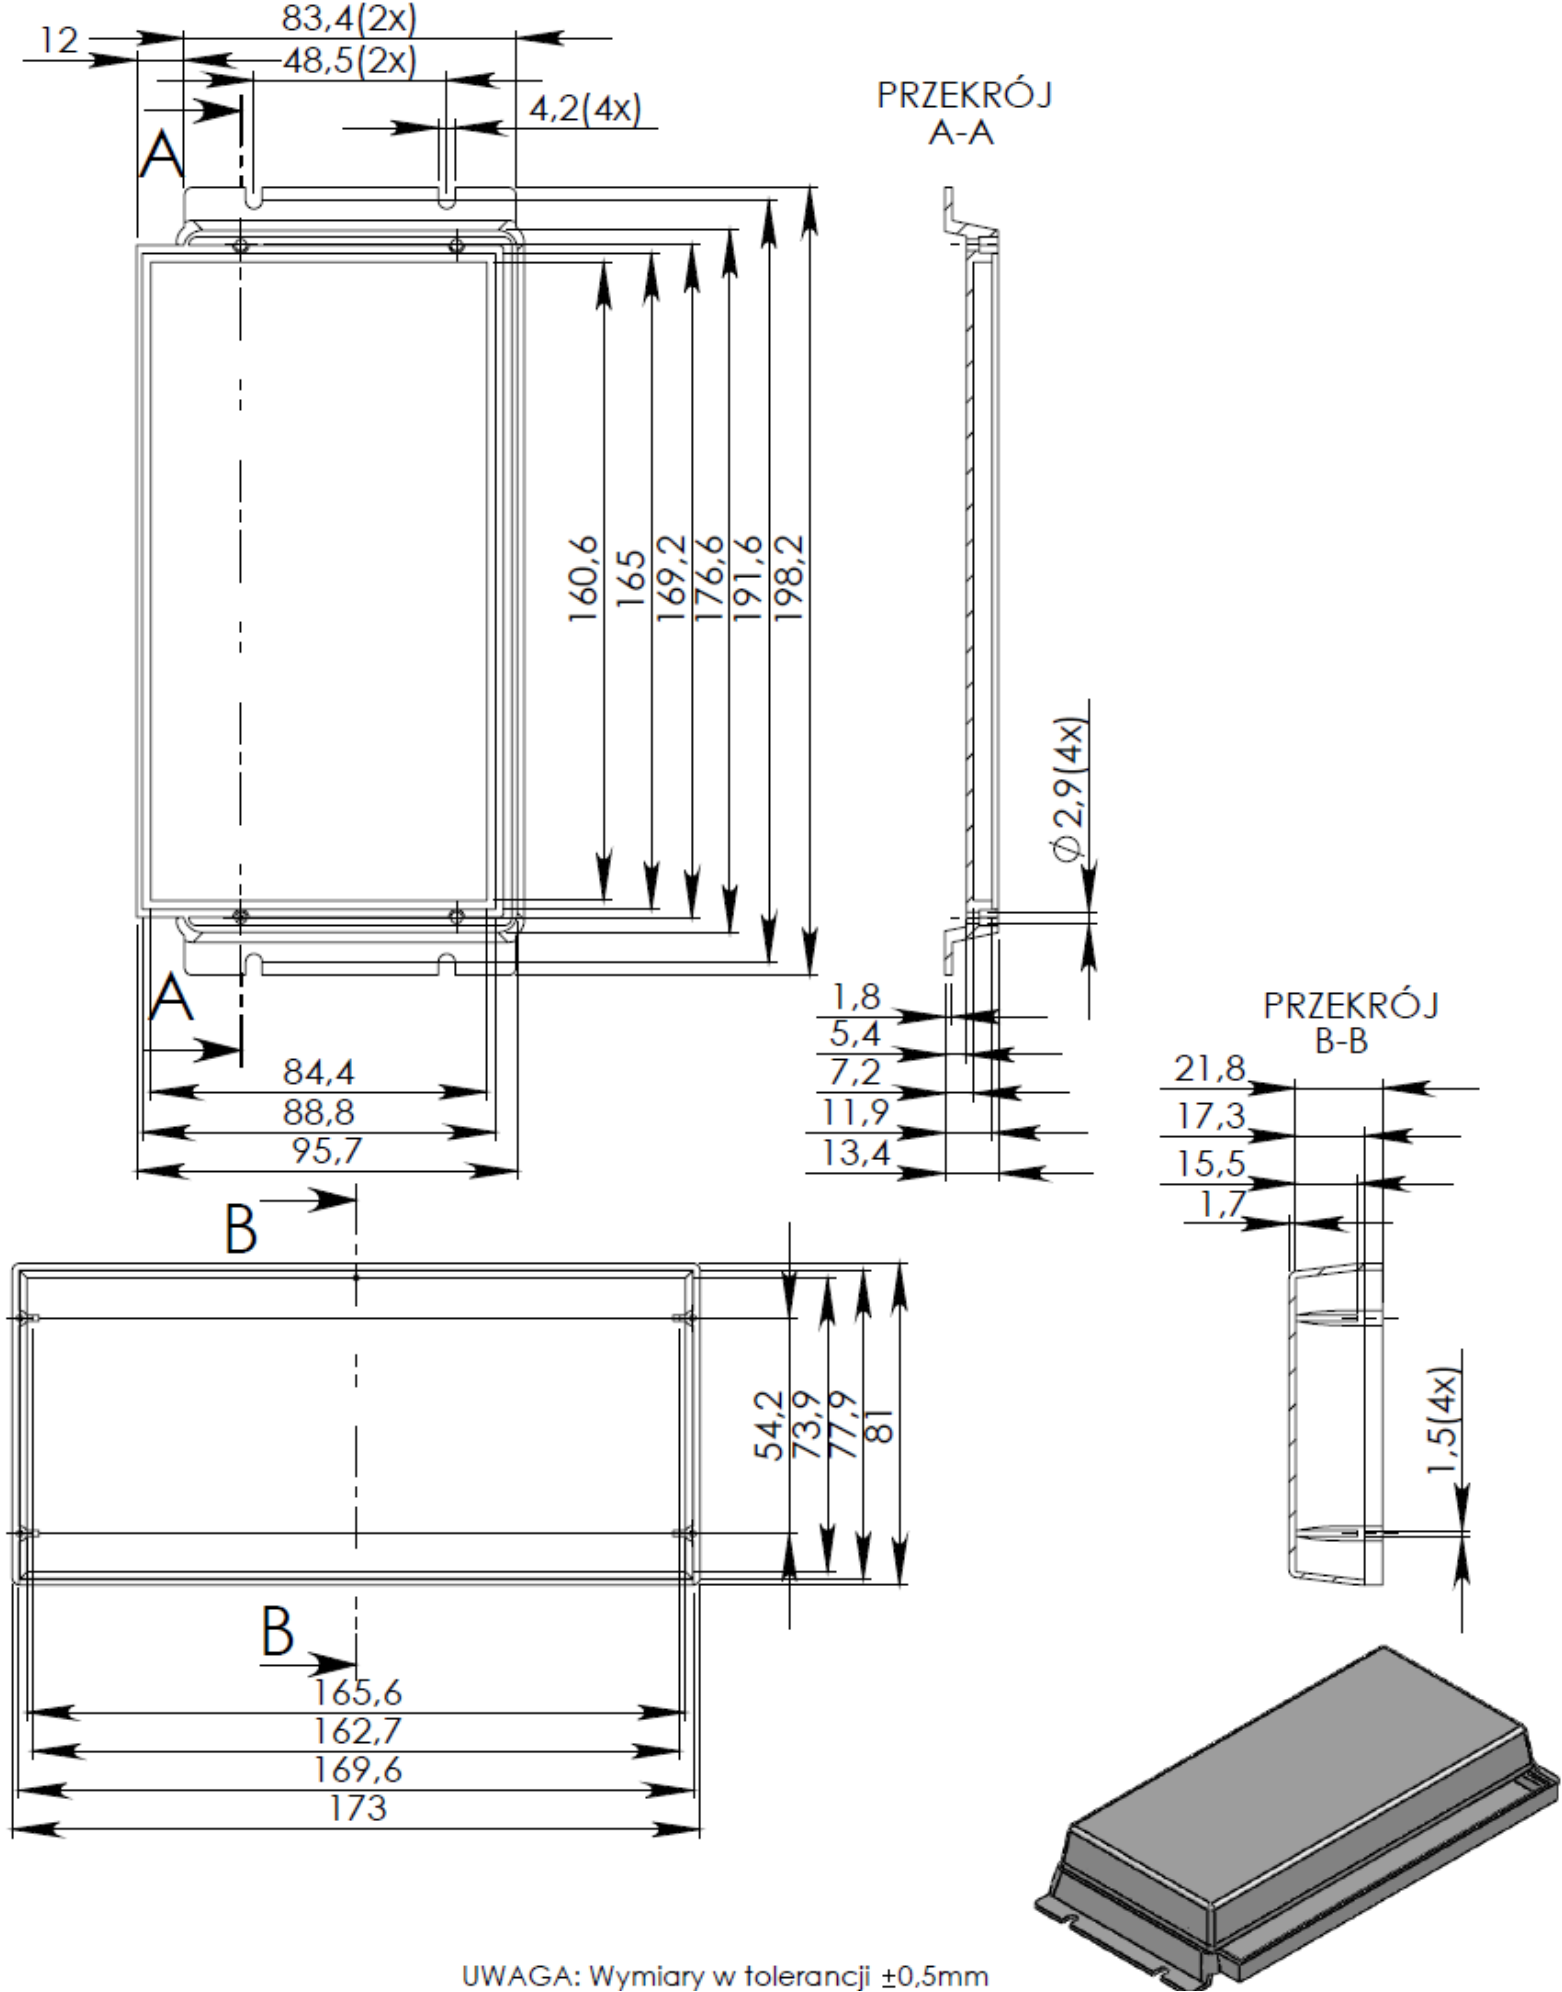 83,4(2x)
12
48,5(2x)
4,2(4x)
PRZEKRÓJ
A-A
A
160,6
165
169,2
176,6
191,6
198,2
∅2,9(4x)
A
1,8
5,4
7,2
11,9
13,4
84,4
88,8
95,7
PRZEKRÓJ
B-B
21,8
17,3
15,5
1,7
B
54,2
73,9
77,9
81
1,5(4x)
B
165,6
162,7
169,6
173
UWAGA: Wymiary w tolerancji ±0,5mm